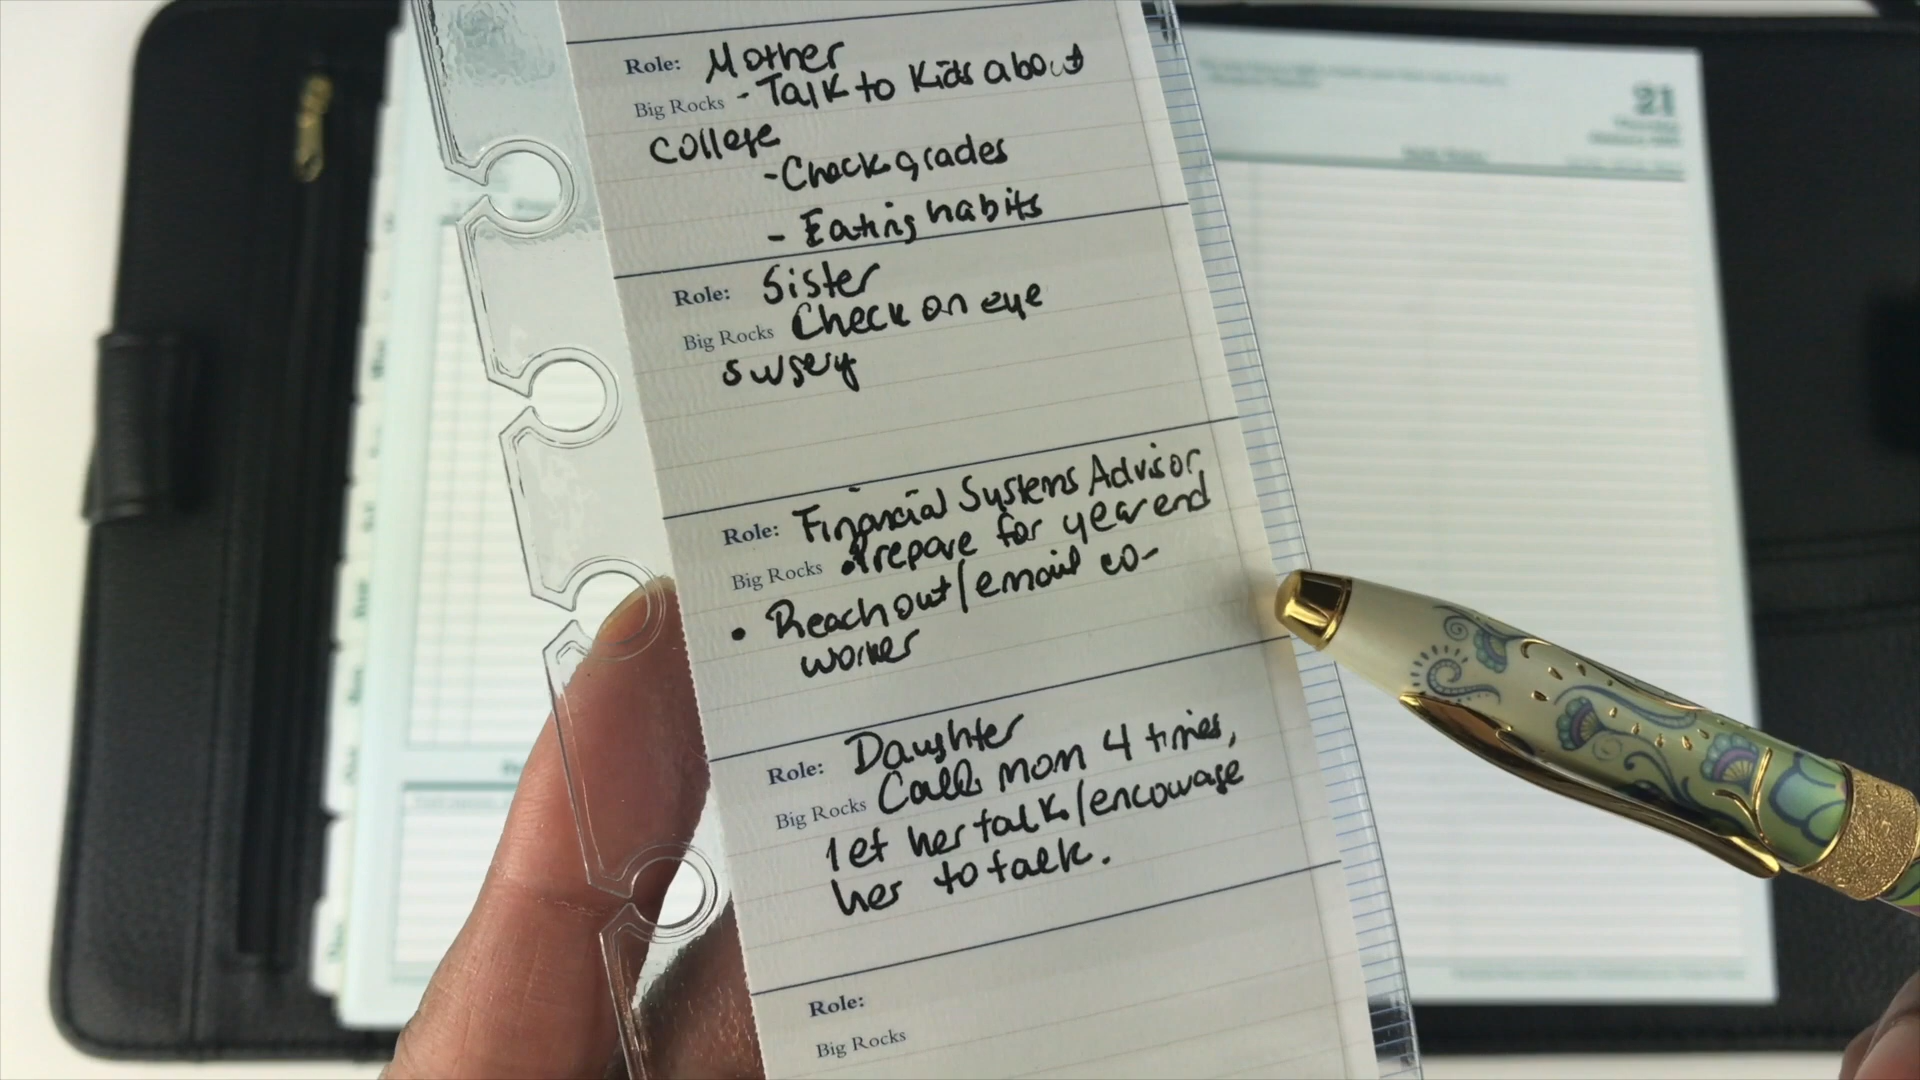 Role: Mother
Big Rocks - Talk to Kids about
college
- Check grades
- Eating habits
Role: Sister
Big Rocks Check on eye
surgery
Role: Financial Systems Advisor
Big Rocks • Prepare for year end
• Reach out/email co-
worker
Role: Daughter
Big Rocks Call mom 4 times,
let her talk/encourage
her to talk.
Role:
Big Rocks
21